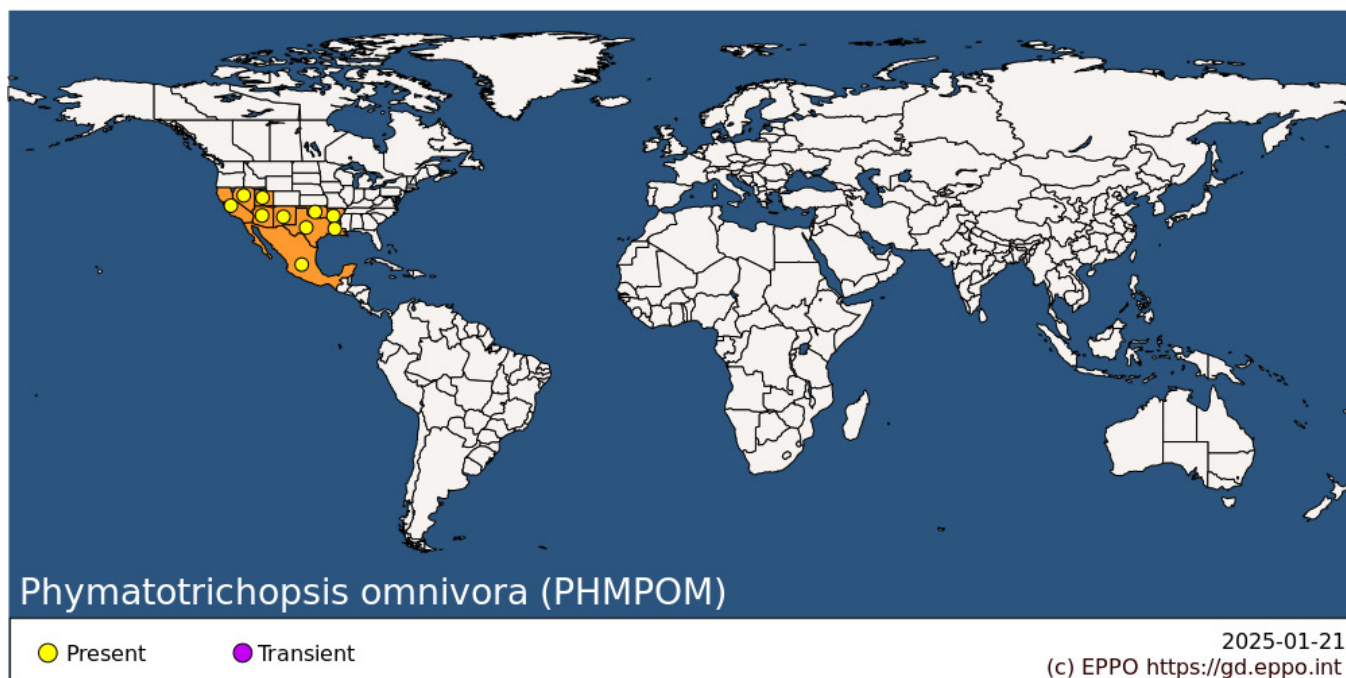 Phymatotrichopsis omnivora (PHMPOM)
Present
Transient
2025-01-21
(c) EPPO https://gd.eppo.int